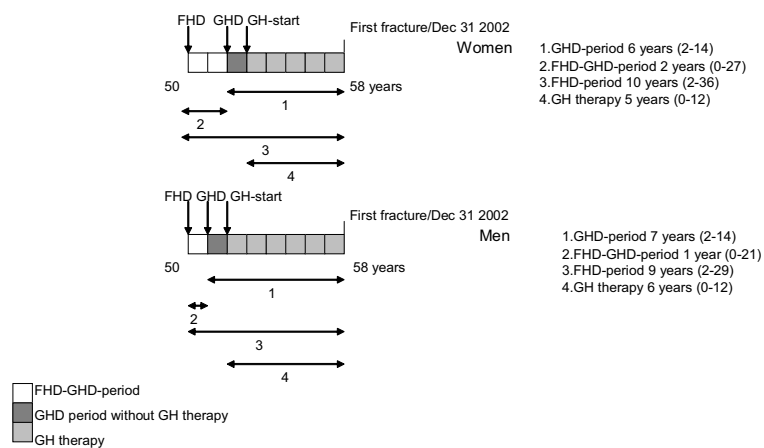 FHD GHD GH-start
First fracture/Dec 31 2002
Women
50
58 years
1
2
3
4
1.GHD-period 6 years (2-14)
2.FHD-GHD-period 2 years (0-27)
3.FHD-period 10 years (2-36)
4.GH therapy 5 years (0-12)
FHD GHD GH-start
First fracture/Dec 31 2002
Men
50
58 years
1
2
3
4
1.GHD-period 7 years (2-14)
2.FHD-GHD-period 1 year (0-21)
3.FHD-period 9 years (2-29)
4.GH therapy 6 years (0-12)
FHD-GHD-period
GHD period without GH therapy
GH therapy